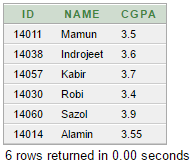 ID NAME CGPA
14011 Mamun 3.5
14038 Indrojeet 3.6
14057 Kabir 3.7
14030 Robi 3.4
14060 Sazol 3.9
14014 Alamin 3.55
6 rows returned in 0.00 seconds